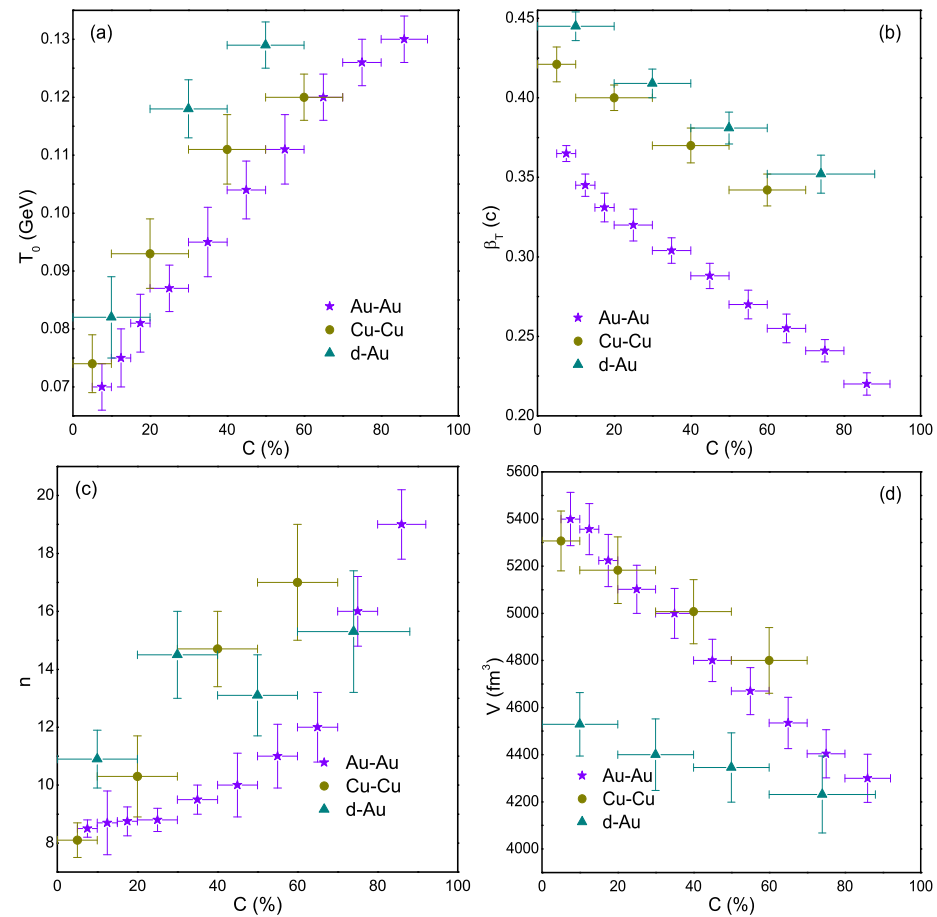 (a)
0.13
0.12
0.11
0.10
0.09
0.08
0.07
T₀ (GeV)
Au-Au
Cu-Cu
d-Au
0 20 40 60 80 100
C (%)
(b)
0.45
0.40
0.35
0.30
0.25
0.20
β_T (c)
Au-Au
Cu-Cu
d-Au
0 20 40 60 80 100
C (%)
(c)
20
18
16
14
12
10
8
n
Au-Au
Cu-Cu
d-Au
0 20 40 60 80 100
C (%)
(d)
5600
5400
5200
5000
4800
4600
4400
4200
4000
V (fm³)
Au-Au
Cu-Cu
d-Au
0 20 40 60 80 100
C (%)